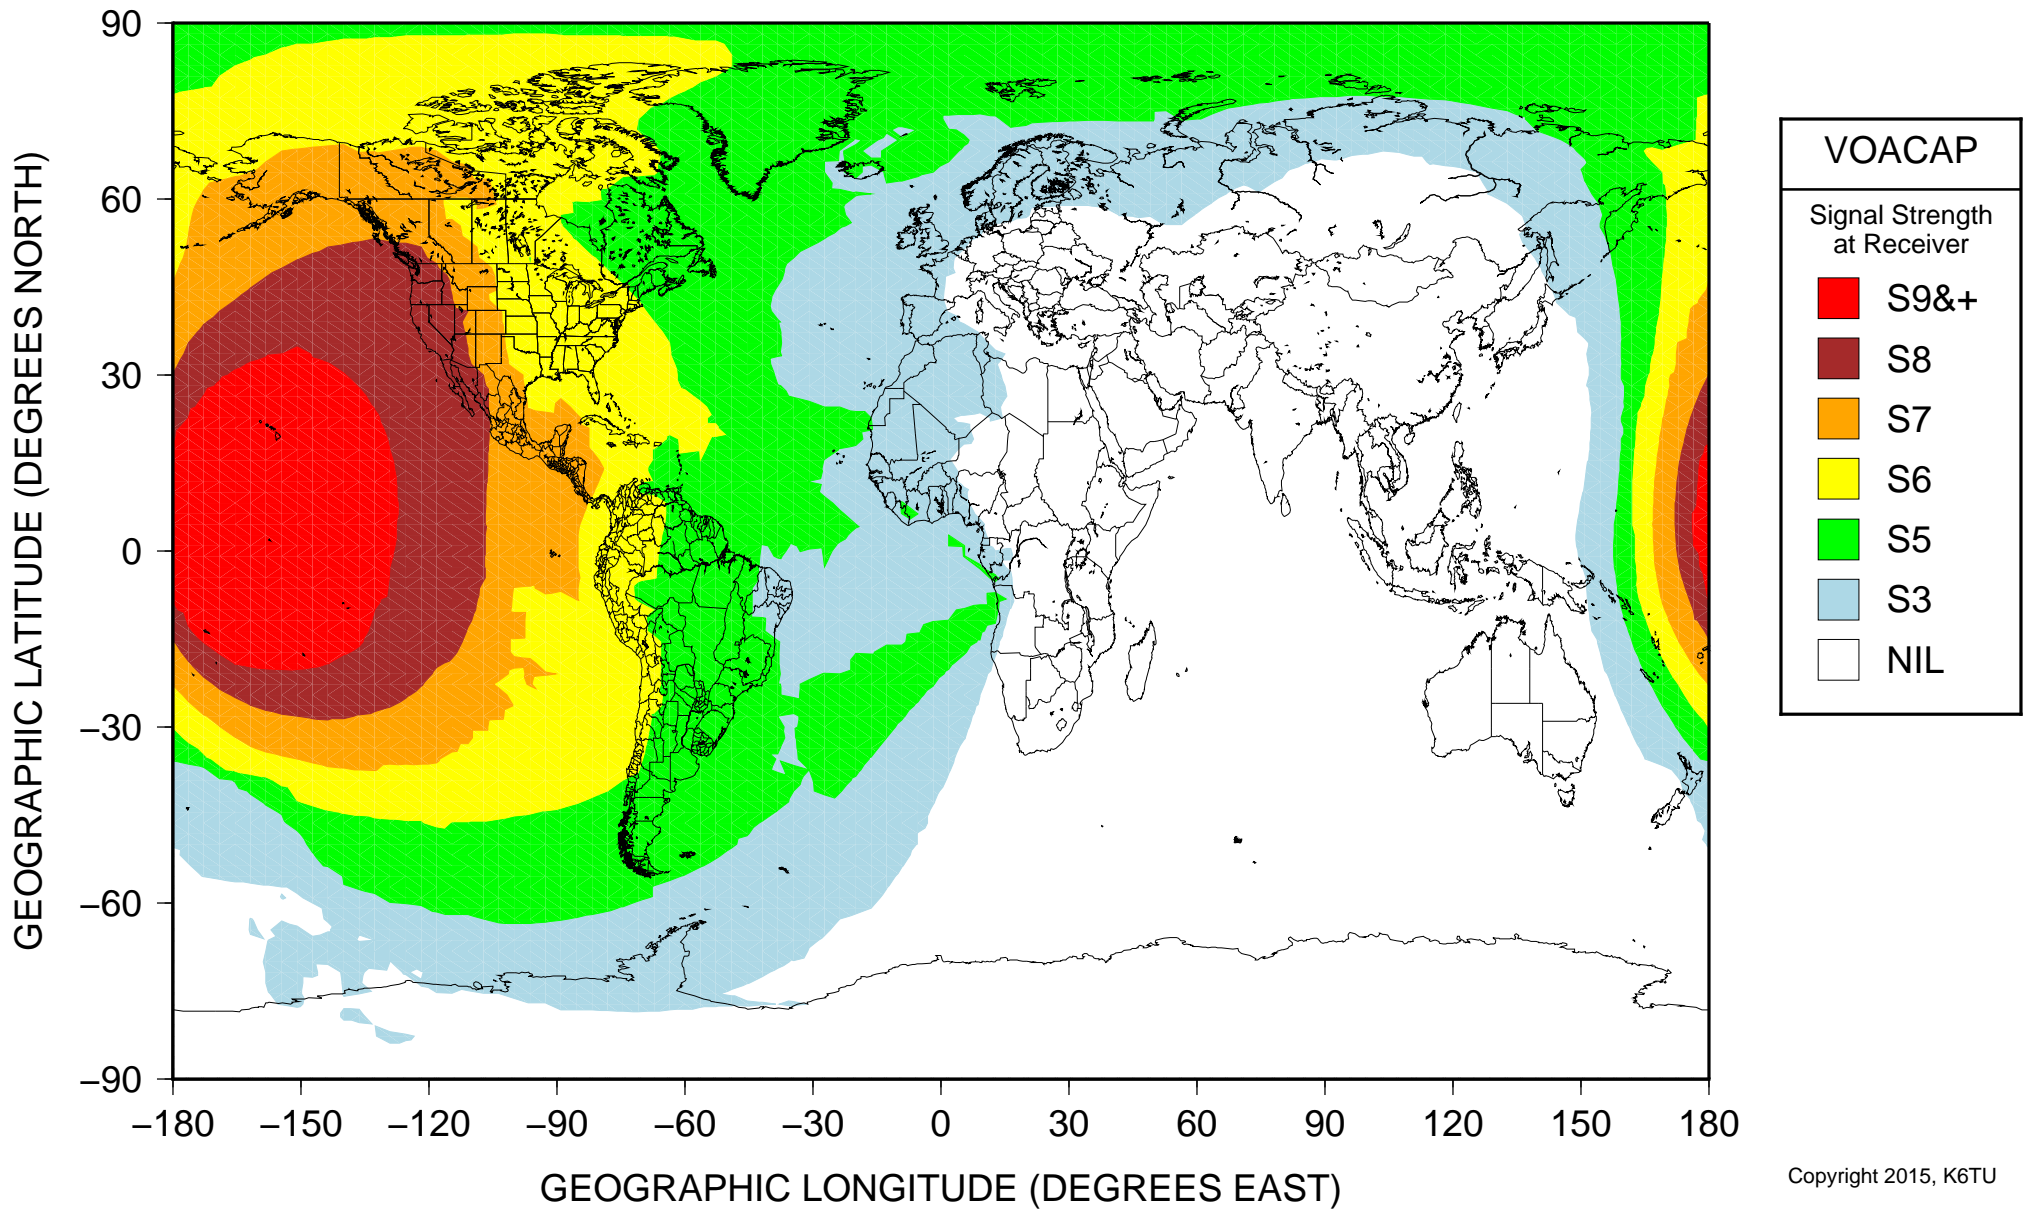 90
60
30
0
−30
−60
−90
−180 −150 −120 −90 −60 −30 0 30 60 90 120 150 180
GEOGRAPHIC LATITUDE (DEGREES NORTH)
GEOGRAPHIC LONGITUDE (DEGREES EAST)
VOACAP
Signal Strength
at Receiver
S9&+
S8
S7
S6
S5
S3
NIL
Copyright 2015, K6TU